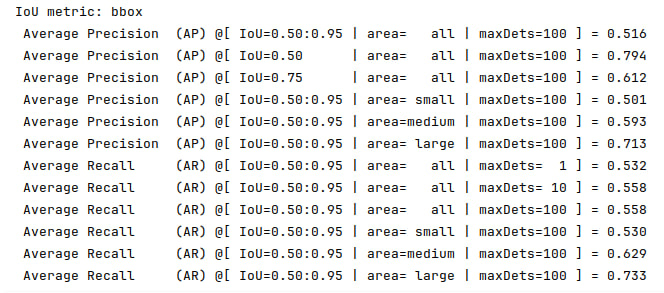 IoU metric: bbox
 Average Precision  (AP) @[ IoU=0.50:0.95 | area=   all | maxDets=100 ] = 0.516
 Average Precision  (AP) @[ IoU=0.50      | area=   all | maxDets=100 ] = 0.794
 Average Precision  (AP) @[ IoU=0.75      | area=   all | maxDets=100 ] = 0.612
 Average Precision  (AP) @[ IoU=0.50:0.95 | area= small | maxDets=100 ] = 0.501
 Average Precision  (AP) @[ IoU=0.50:0.95 | area=medium | maxDets=100 ] = 0.593
 Average Precision  (AP) @[ IoU=0.50:0.95 | area= large | maxDets=100 ] = 0.713
 Average Recall     (AR) @[ IoU=0.50:0.95 | area=   all | maxDets=  1 ] = 0.532
 Average Recall     (AR) @[ IoU=0.50:0.95 | area=   all | maxDets= 10 ] = 0.558
 Average Recall     (AR) @[ IoU=0.50:0.95 | area=   all | maxDets=100 ] = 0.558
 Average Recall     (AR) @[ IoU=0.50:0.95 | area= small | maxDets=100 ] = 0.530
 Average Recall     (AR) @[ IoU=0.50:0.95 | area=medium | maxDets=100 ] = 0.629
 Average Recall     (AR) @[ IoU=0.50:0.95 | area= large | maxDets=100 ] = 0.733